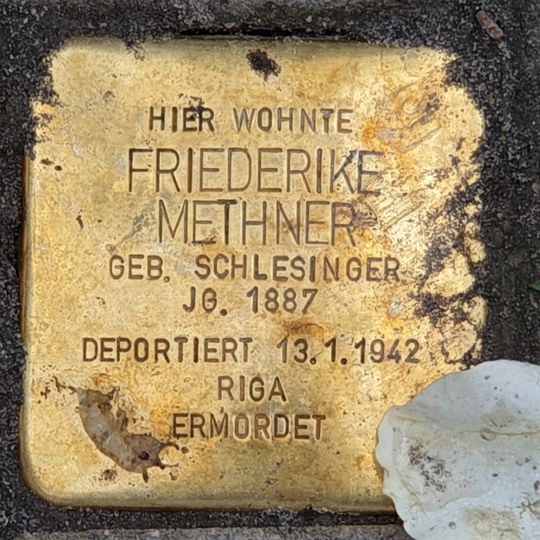 HIER WOHNTE
FRIEDERIKE
METHNER
GEB. SCHLESINGER
JG. 1887
DEPORTIERT 13.1.1942
RIGA
ERMORDET